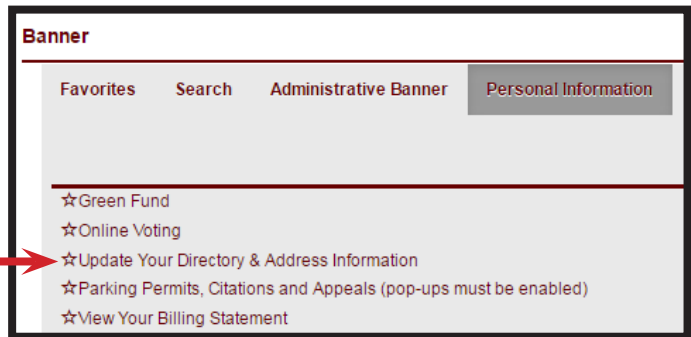 Banner
Favorites Search Administrative Banner Personal Information
☆Green Fund
☆Online Voting
☆Update Your Directory & Address Information
☆Parking Permits, Citations and Appeals (pop-ups must be enabled)
☆View Your Billing Statement